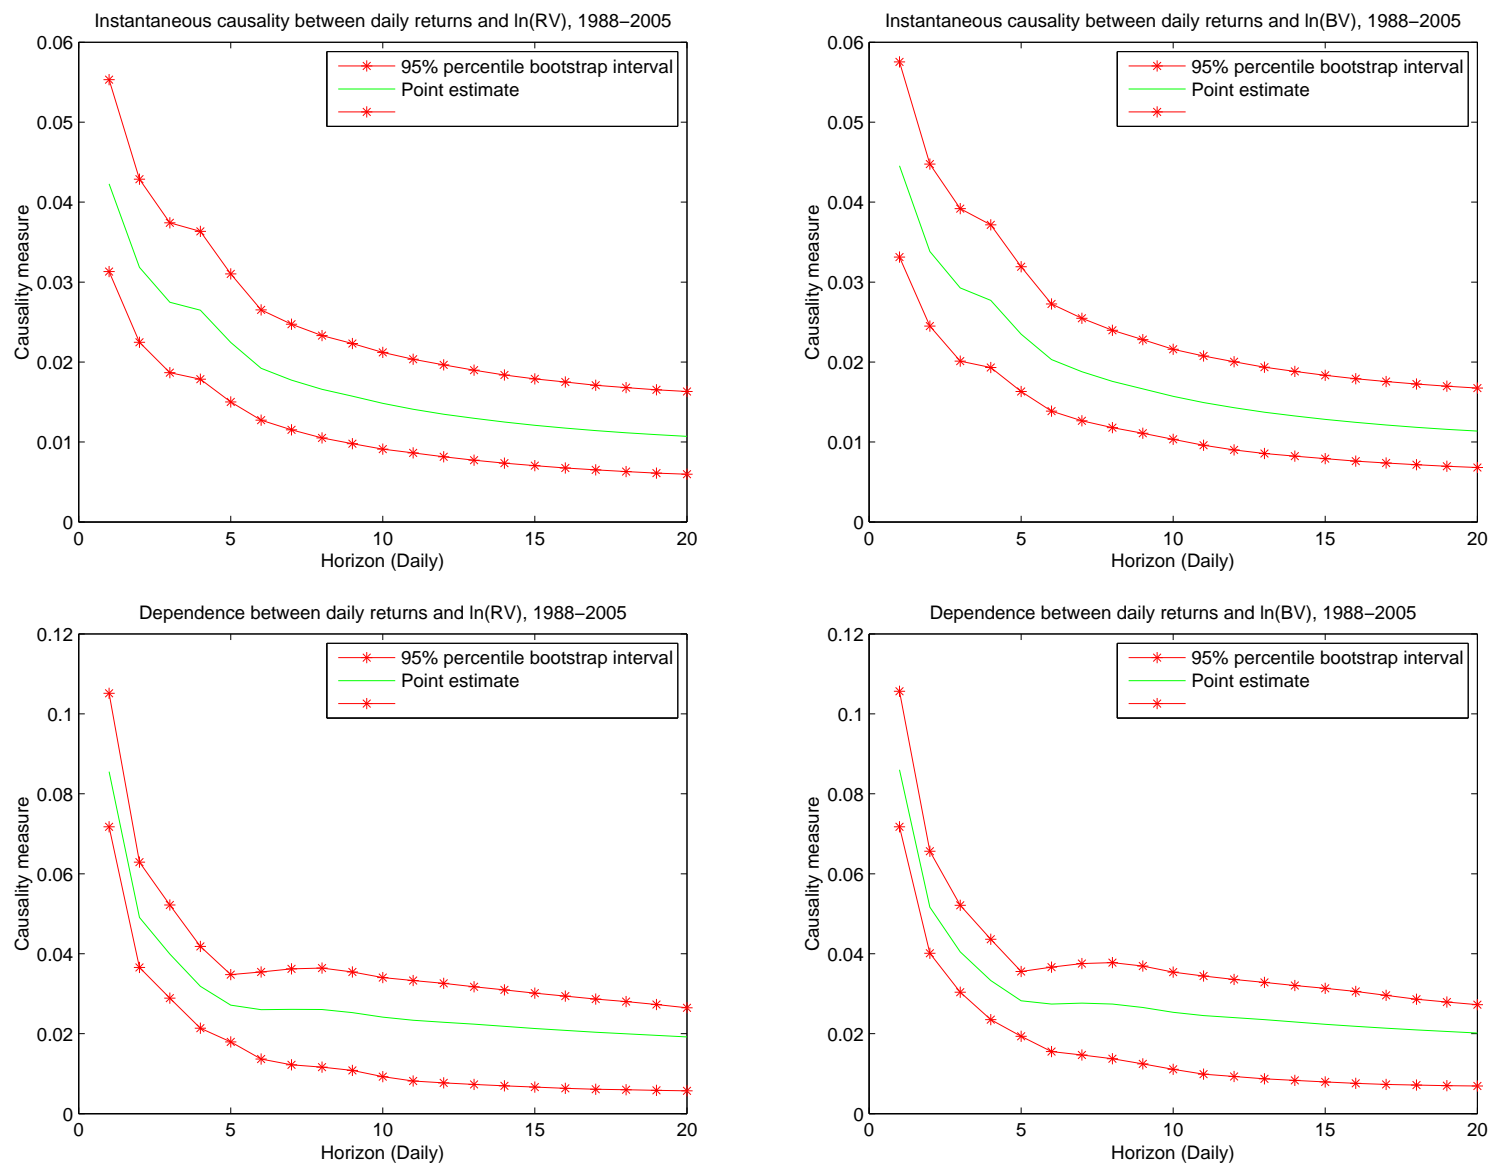 Instantaneous causality between daily returns and ln(RV), 1988−2005
0.06
0.05
0.04
0.03
0.02
0.01
0
Causality measure
95% percentile bootstrap interval
Point estimate
0
5
10
15
20
Horizon (Daily)
Instantaneous causality between daily returns and ln(BV), 1988−2005
0.06
0.05
0.04
0.03
0.02
0.01
0
Causality measure
95% percentile bootstrap interval
Point estimate
0
5
10
15
20
Horizon (Daily)
Dependence between daily returns and ln(RV), 1988−2005
0.12
0.1
0.08
0.06
0.04
0.02
0
Causality measure
95% percentile bootstrap interval
Point estimate
0
5
10
15
20
Horizon (Daily)
Dependence between daily returns and ln(BV), 1988−2005
0.12
0.1
0.08
0.06
0.04
0.02
0
Causality measure
95% percentile bootstrap interval
Point estimate
0
5
10
15
20
Horizon (Daily)